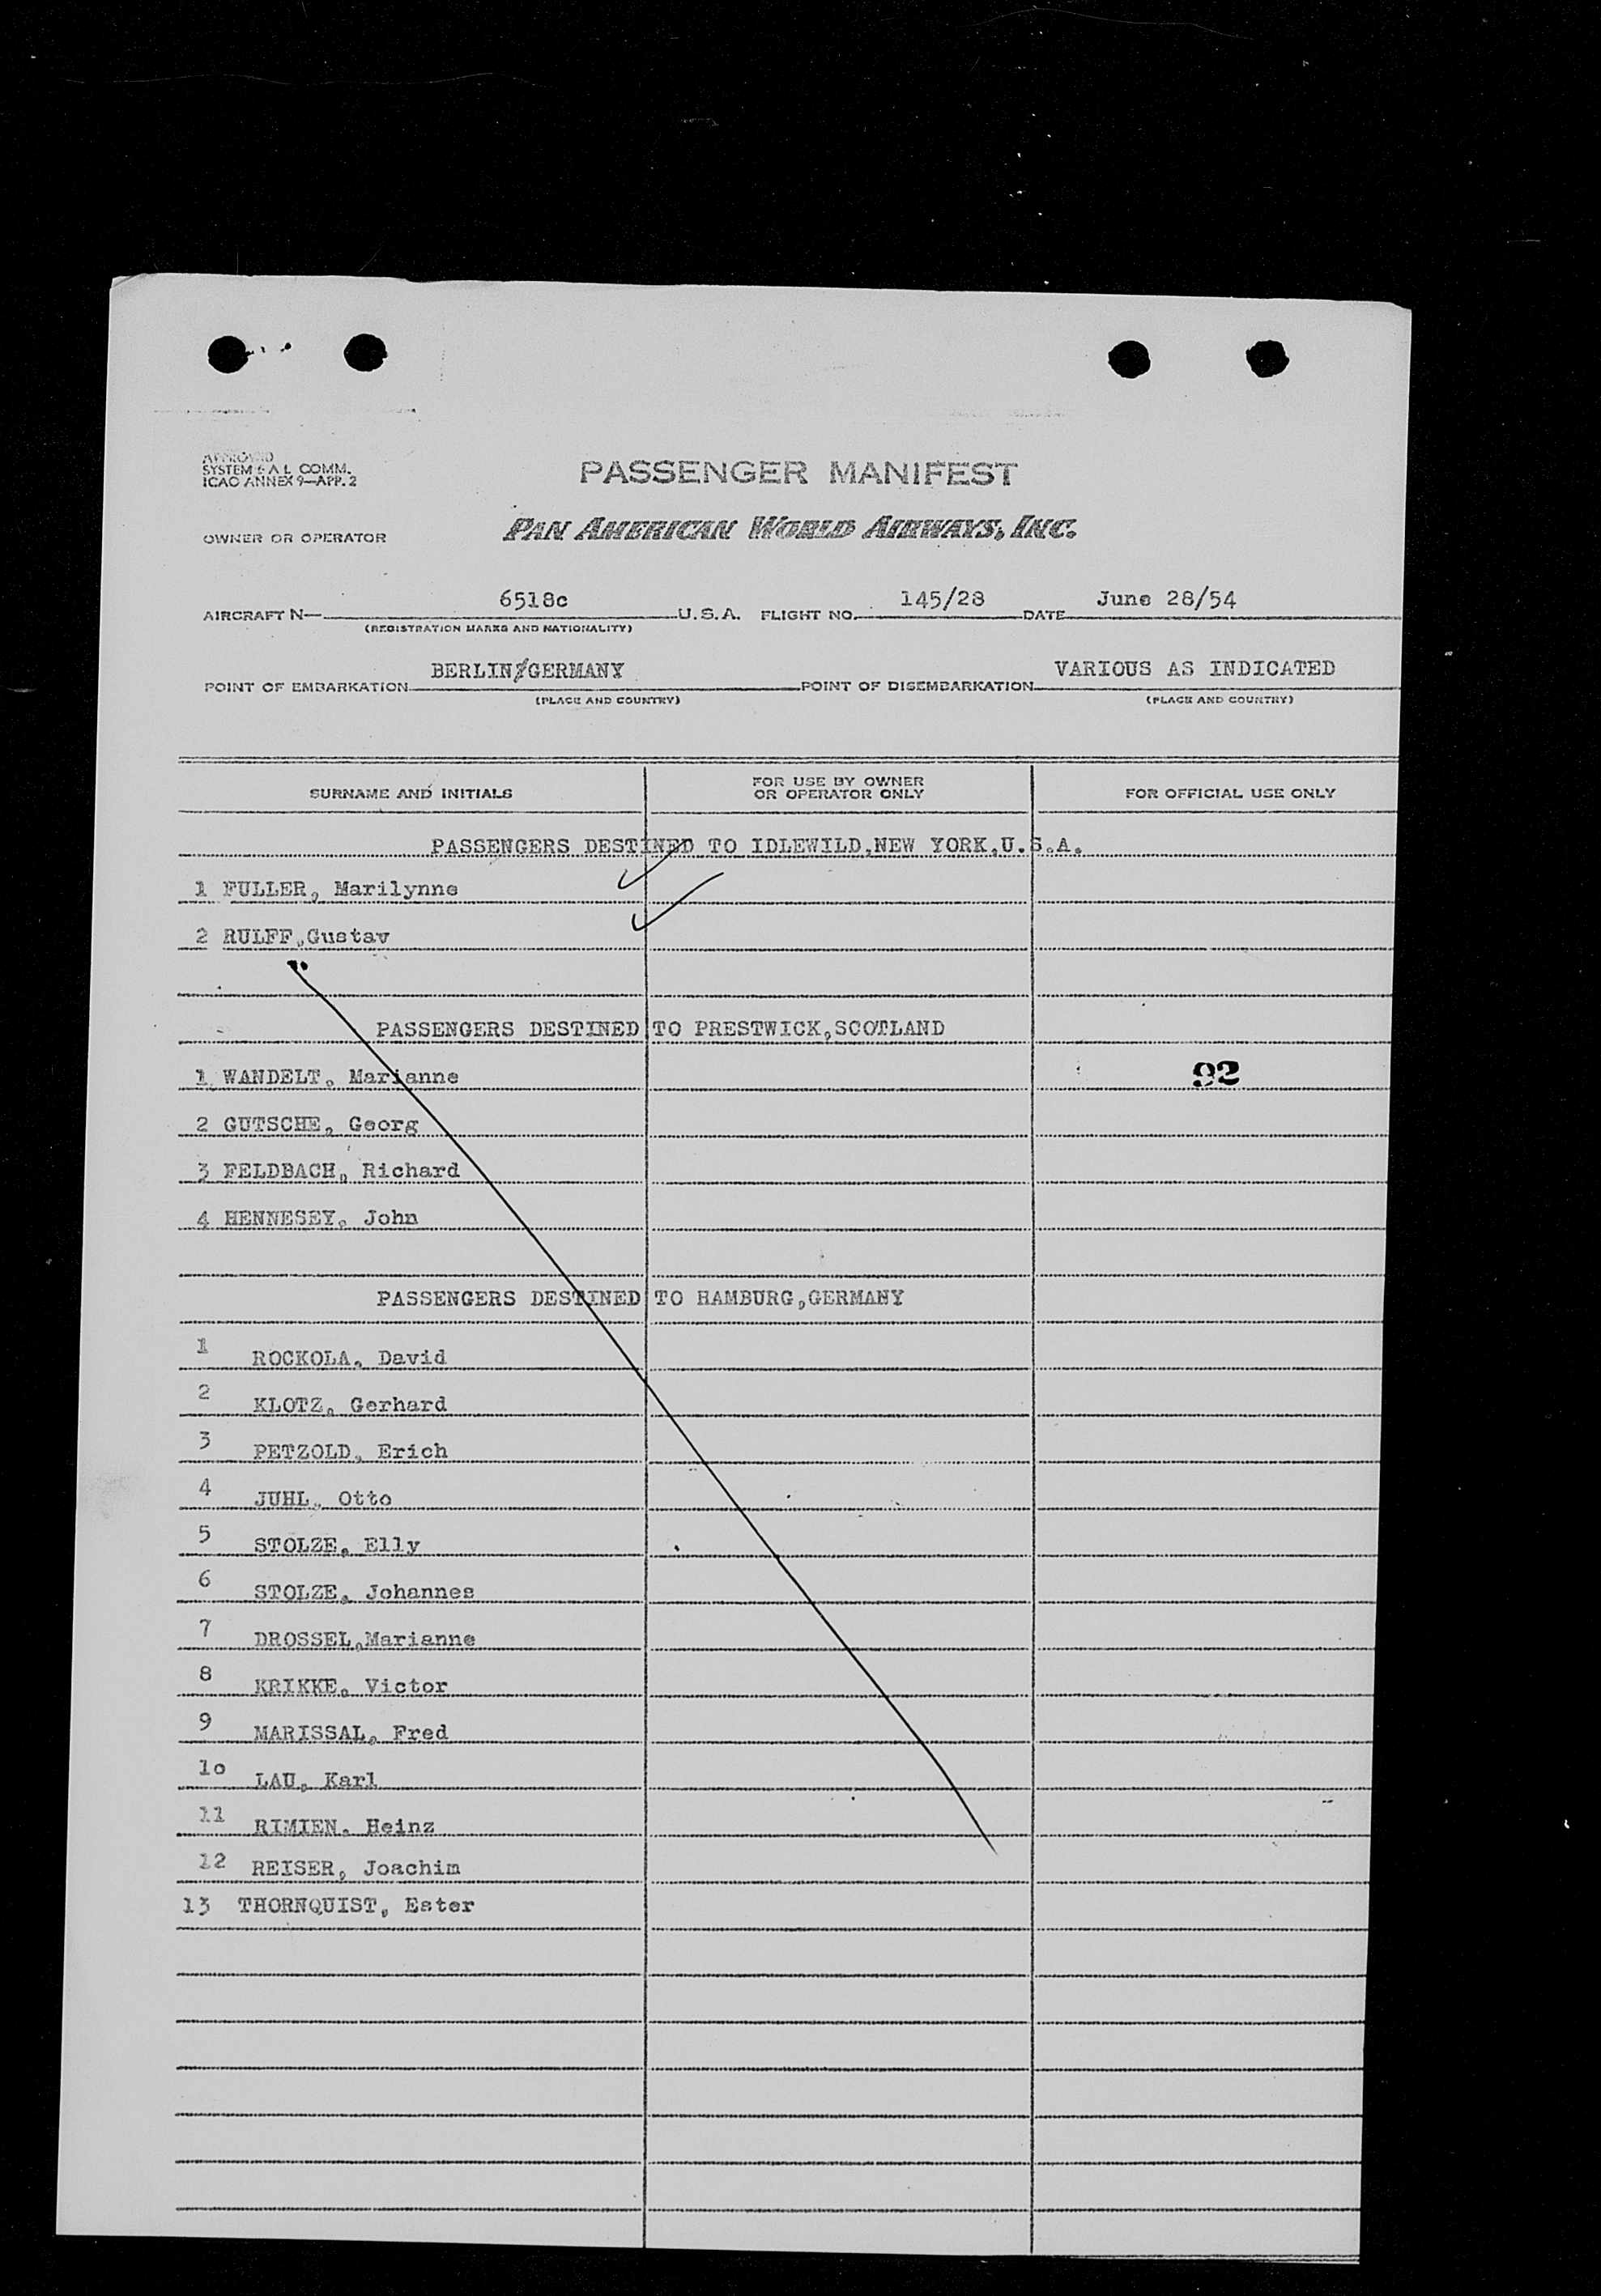 APPROVED
SYSTEM & A L COMM.
ICAO ANNEX 9—APP. 2
PASSENGER MANIFEST
OWNER OR OPERATOR
PAN AMERICAN WORLD AIRWAYS, INC.
AIRCRAFT N— 6518c U.S.A. FLIGHT NO. 145/28 DATE June 28/54
(REGISTRATION MARKS AND NATIONALITY)
POINT OF EMBARKATION BERLIN/GERMANY POINT OF DISEMBARKATION VARIOUS AS INDICATED
(PLACE AND COUNTRY) (PLACE AND COUNTRY)
SURNAME AND INITIALS FOR USE BY OWNER OR OPERATOR ONLY FOR OFFICIAL USE ONLY
PASSENGERS DESTINED TO IDLEWILD,NEW YORK,U.S.A.
1 FULLER, Marilynne
2 RULFF,Gustav
PASSENGERS DESTINED TO PRESTWICK,SCOTLAND
1 WANDELT, Marianne 92
2 GUTSCHE, Georg
3 FELDBACH, Richard
4 HENNESEY, John
PASSENGERS DESTINED TO HAMBURG,GERMANY
1 ROCKOLA, David
2 KLOTZ, Gerhard
3 PETZOLD, Erich
4 JUHL, Otto
5 STOLZE, Elly
6 STOLZE, Johannes
7 DROSSEL,Marianne
8 KRIKKE, Victor
9 MARISSAL, Fred
1o LAU, Karl
11 RIMIEN, Heinz
12 REISER, Joachim
13 THORNQUIST, Ester